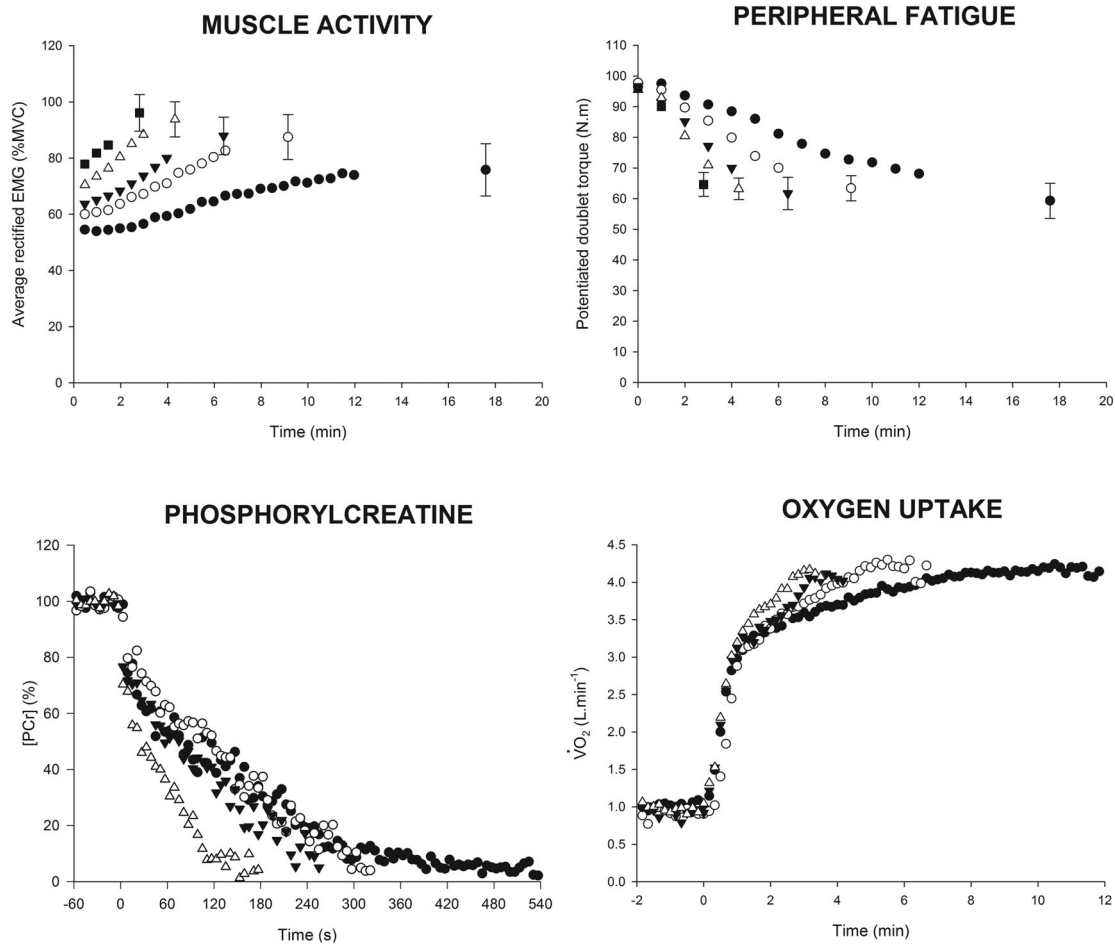 MUSCLE ACTIVITY
120
100
80
60
40
20
0
0 2 4 6 8 10 12 14 16 18 20
Average rectified EMG (%MVC)
Time (min)
PERIPHERAL FATIGUE
110
100
90
80
70
60
50
40
30
20
10
0
0 2 4 6 8 10 12 14 16 18 20
Potentiated doublet torque (N.m)
Time (min)
PHOSPHORYLCREATINE
120
100
80
60
40
20
0
-60 0 60 120 180 240 300 360 420 480 540
[PCr] (%)
Time (s)
OXYGEN UPTAKE
4.5
4.0
3.5
3.0
2.5
2.0
1.5
1.0
0.5
0.0
-2 0 2 4 6 8 10 12
V̇O₂ (L.min⁻¹)
Time (min)